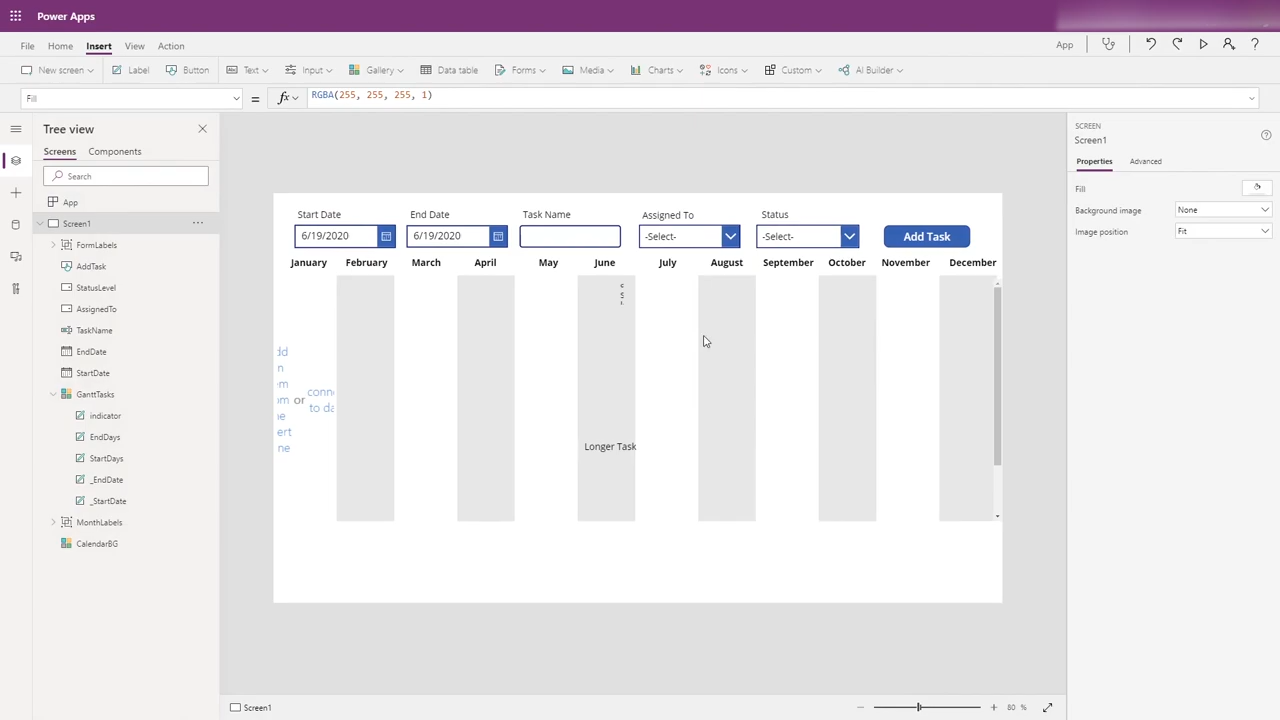 Power Apps
File Home Insert View Action App
New screen Label Button Text Input Gallery Data table Forms Media Charts Icons Custom AI Builder
Fill = fx RGBA(255, 255, 255, 1)
Tree view
Screens Components
Search
App
Screen1 ...
FormLabels
AddTask
StatusLevel
AssignedTo
TaskName
EndDate
StartDate
GanttTasks
indicator
EndDays
StartDays
_EndDate
_StartDate
MonthLabels
CalendarBG
Start Date End Date Task Name Assigned To Status
6/19/2020 6/19/2020 -Select- -Select- Add Task
January February March April May June July August September October November December
or
Longer Task
SCREEN
Screen1
Properties Advanced
Fill
Background image None
Image position Fit
Screen1 80 %